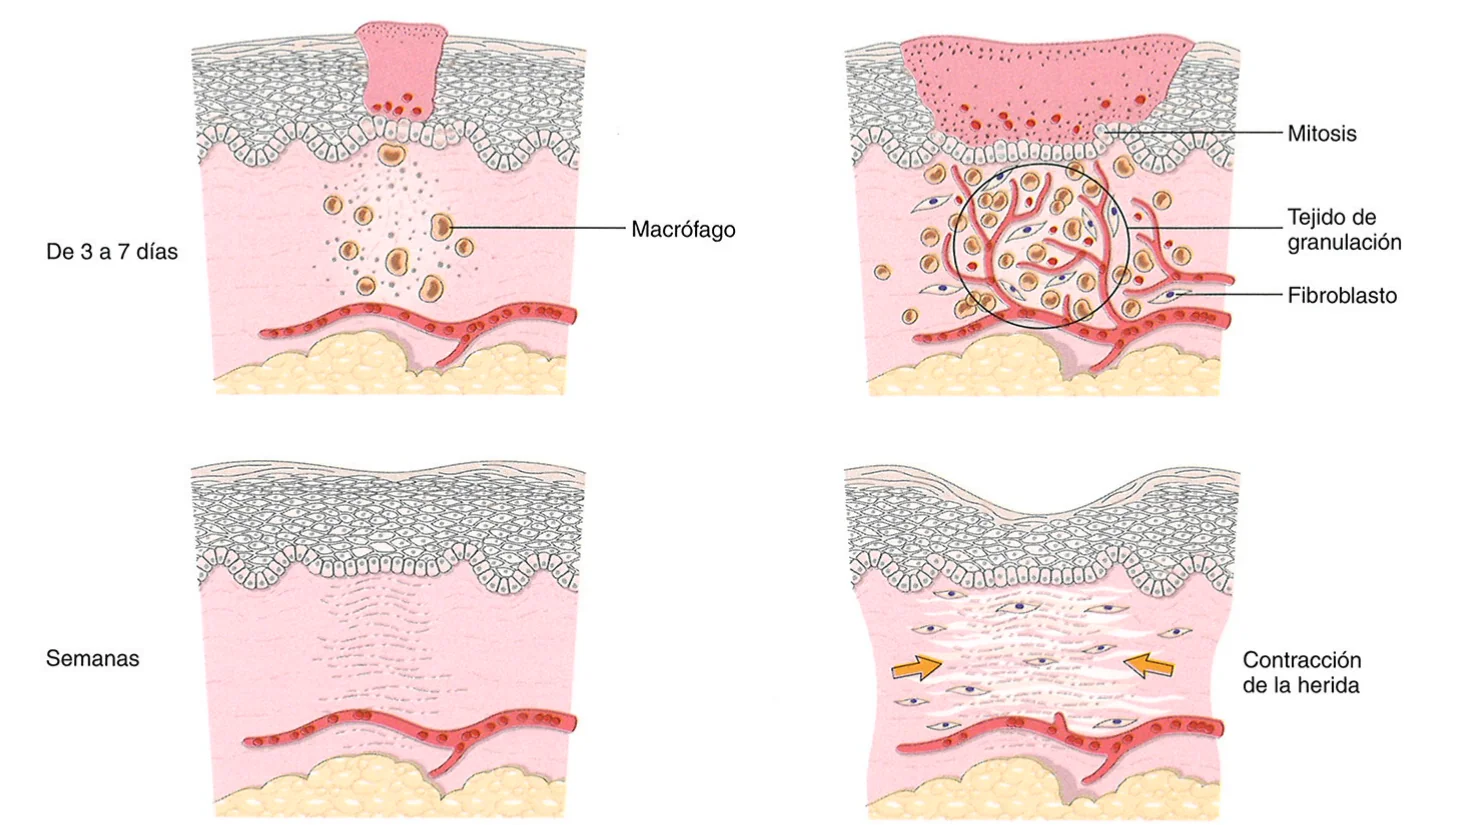 Mitosis
Macrófago
Tejido de
granulación
De 3 a 7 días
Fibroblasto
Semanas
Contracción
de la herida